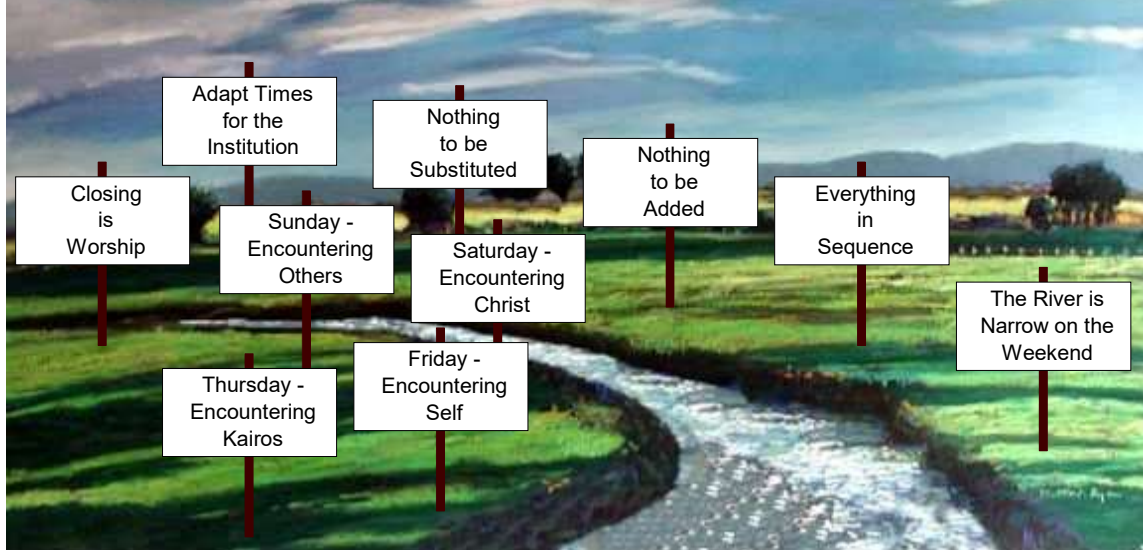 Adapt Times
for the
Institution
Nothing
to be
Substituted
Nothing
to be
Added
Closing
is
Worship
Everything
in
Sequence
Sunday -
Encountering
Others
Saturday -
Encountering
Christ
The River is
Narrow on the
Weekend
Thursday -
Encountering
Kairos
Friday -
Encountering
Self